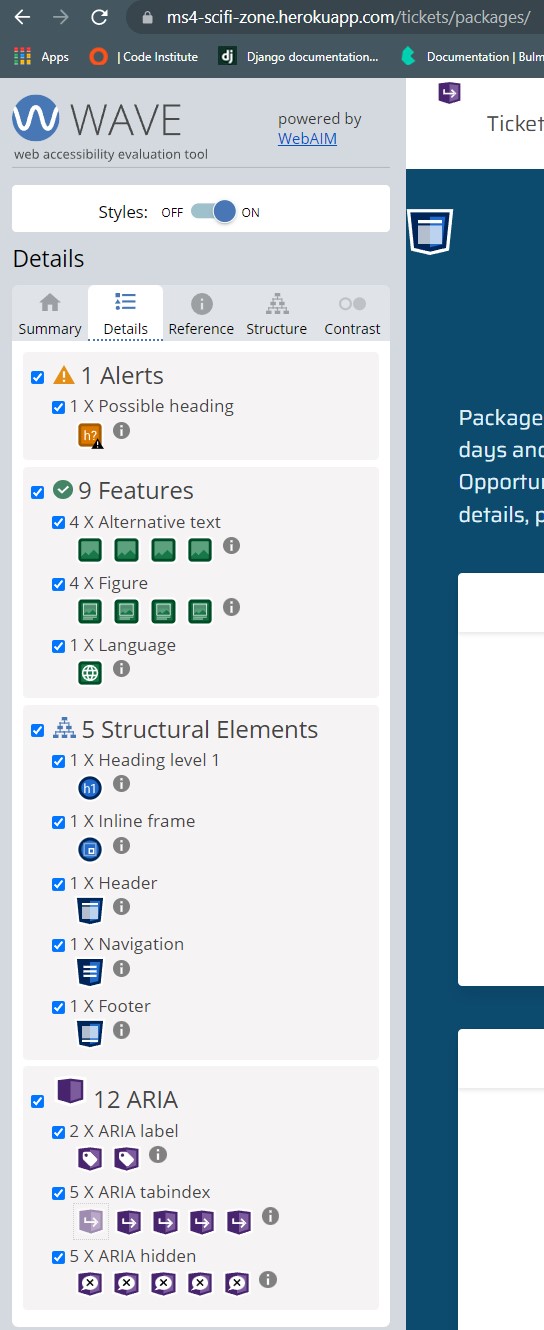 ms4-scifi-zone.herokuapp.com/tickets/packages/
Apps | Code Institute dj Django documentation... Documentation | Bulm
WAVE
web accessibility evaluation tool
powered by
WebAIM
Ticket
Styles: OFF ON
Details
Summary Details Reference Structure Contrast
1 Alerts
1 X Possible heading
h?
9 Features
4 X Alternative text
4 X Figure
1 X Language
5 Structural Elements
1 X Heading level 1
h1
1 X Inline frame
1 X Header
1 X Navigation
1 X Footer
12 ARIA
2 X ARIA label
5 X ARIA tabindex
5 X ARIA hidden
Package
days and
Opportun
details, p